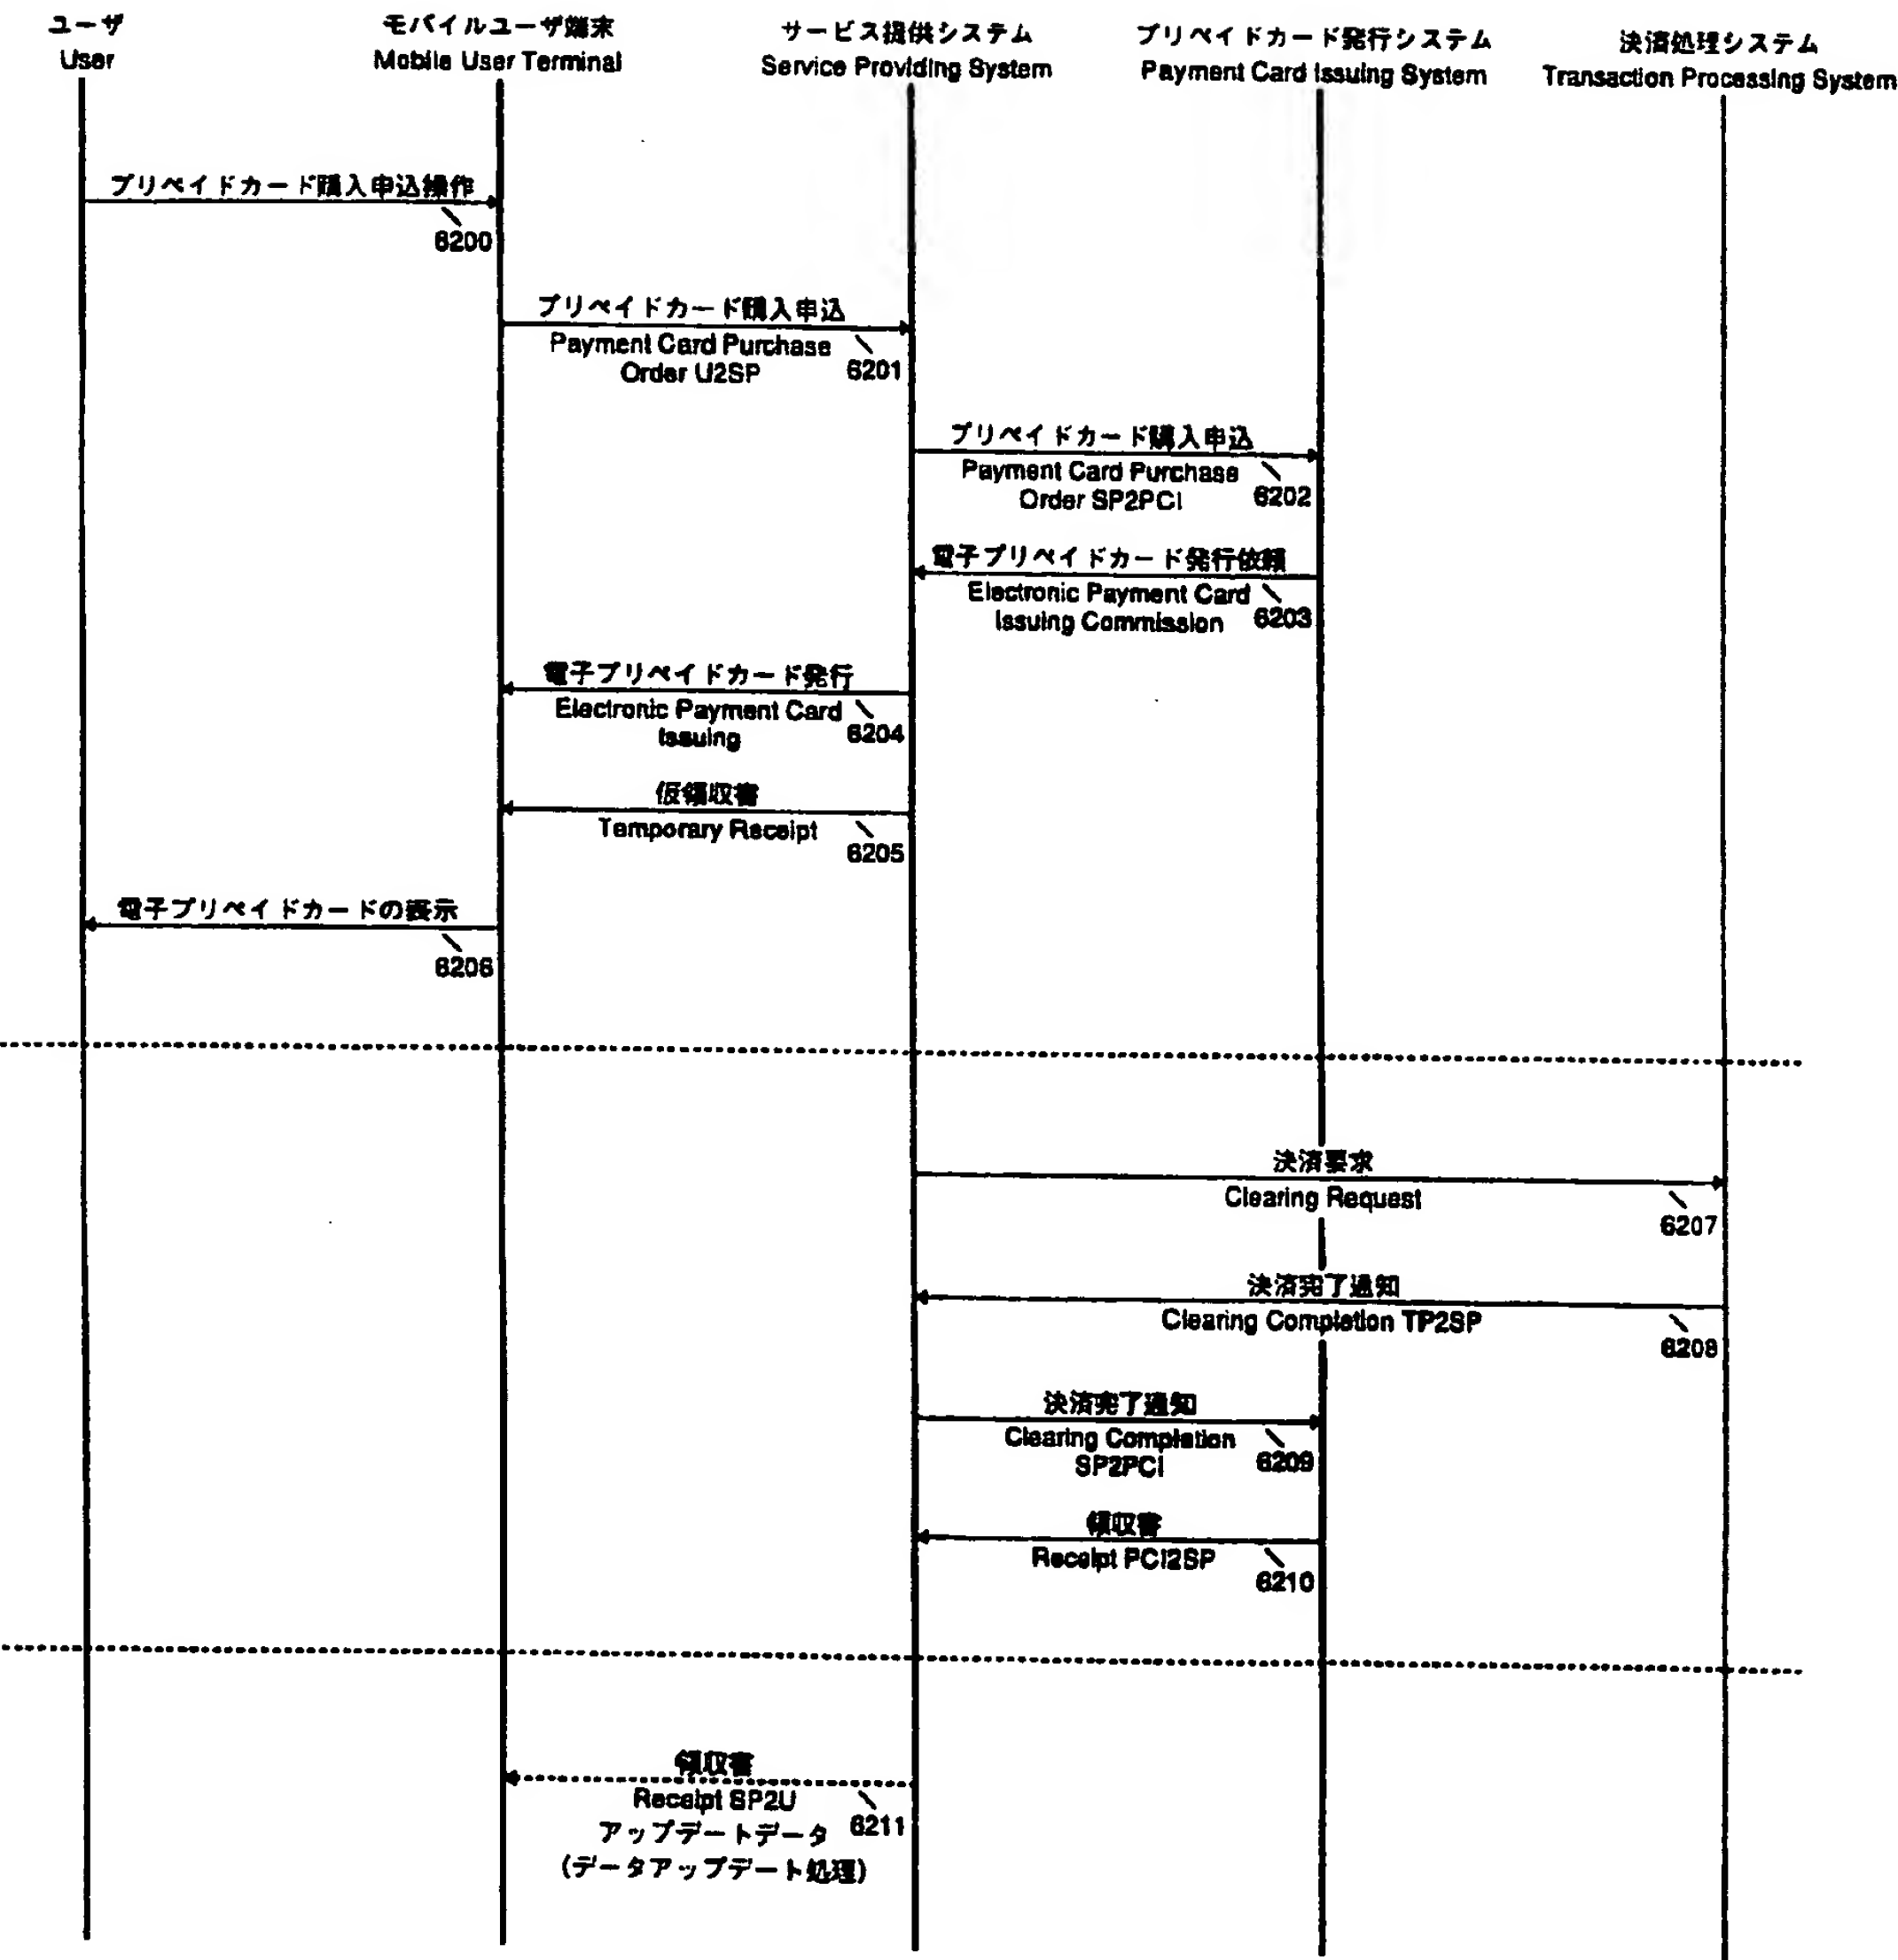 ユーザ
User
モバイルユーザ端末
Mobile User Terminal
サービス提供システム
Service Providing System
プリペイドカード発行システム
Payment Card Issuing System
決済処理システム
Transaction Processing System
プリペイドカード購入申込操作
6200
プリペイドカード購入申込
Payment Card Purchase
Order U2SP
6201
プリペイドカード購入申込
Payment Card Purchase
Order SP2PCI
6202
電子プリペイドカード発行依頼
Electronic Payment Card
Issuing Commission
6203
電子プリペイドカード発行
Electronic Payment Card
Issuing
6204
仮領収書
Temporary Receipt
6205
電子プリペイドカードの表示
6206
決済要求
Clearing Request
6207
決済完了通知
Clearing Completion TP2SP
6208
決済完了通知
Clearing Completion
SP2PCI
6209
領収書
Receipt PCI2SP
6210
領収書
Receipt SP2U
6211
アップデートデータ
(データアップデート処理)